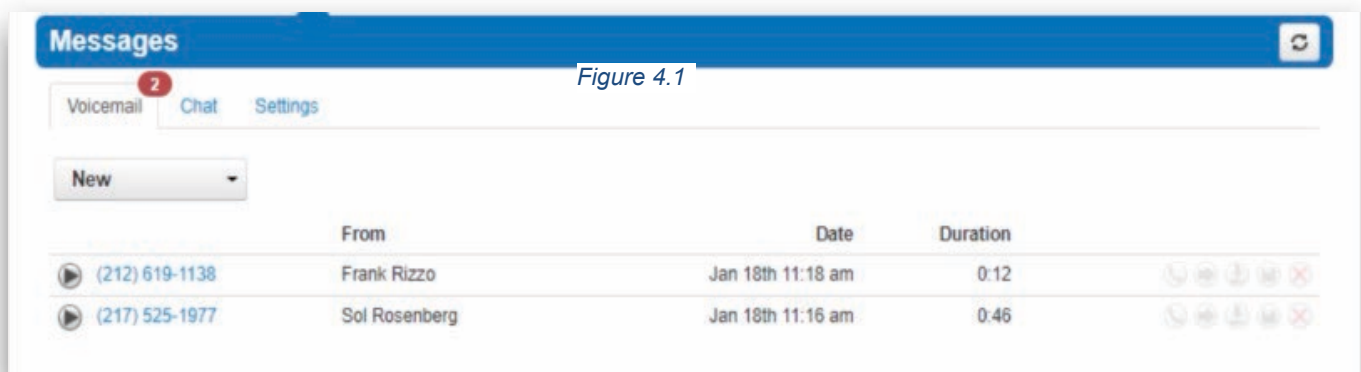 Messages
Figure 4.1
Voicemail 2 Chat Settings
New
From Date Duration
(212) 619-1138 Frank Rizzo Jan 18th 11:18 am 0:12
(217) 525-1977 Sol Rosenberg Jan 18th 11:16 am 0:46